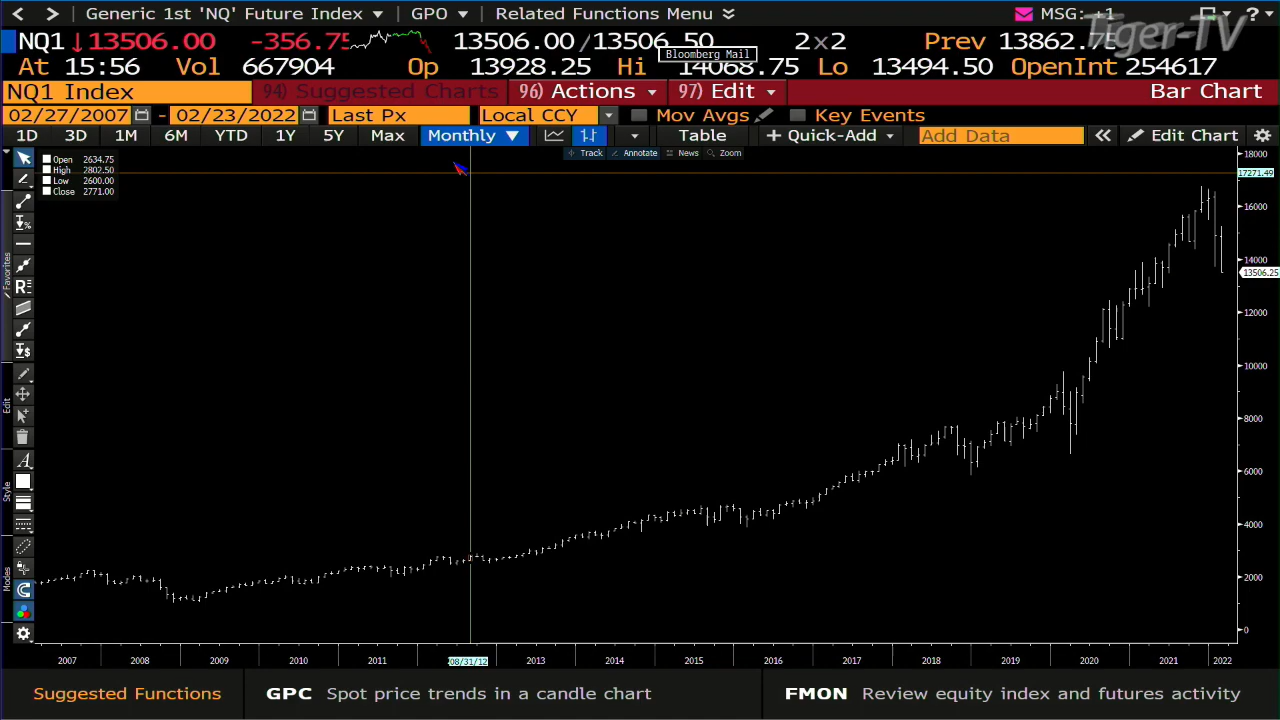 Generic 1st 'NQ' Future Index GPO Related Functions Menu MSG: +1 ?
Tiger-TV
NQ1 ↓13506.00 -356.75 13506.00/13506.50 2x2 Prev 13862.75
Bloomberg Mail
At 15:56 Vol 667904 Op 13928.25 Hi 14068.75 Lo 13494.50 OpenInt 254617
NQ1 Index 94) Suggested Charts 96) Actions 97) Edit Bar Chart
02/27/2007 - 02/23/2022 Last Px Local CCY Mov Avgs Key Events
1D 3D 1M 6M YTD 1Y 5Y Max Monthly Table + Quick-Add Add Data « Edit Chart
Track Annotate News Zoom
Open 2634.75
High 2802.50
Low 2600.00
Close 2771.00
18000
17271.49
16000
14000
13506.25
12000
10000
8000
6000
4000
2000
0
Favorites
Edit
Style
Modes
2007 2008 2009 2010 2011 08/31/12 2013 2014 2015 2016 2017 2018 2019 2020 2021 2022
Suggested Functions GPC Spot price trends in a candle chart FMON Review equity index and futures activity